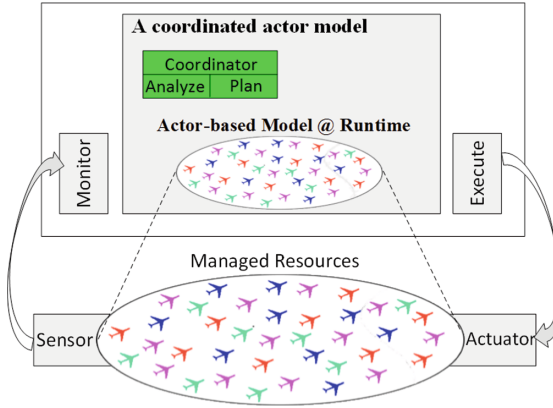 A coordinated actor model
Coordinator
Analyze Plan
Actor-based Model @ Runtime
Monitor
Execute
Managed Resources
Sensor
Actuator